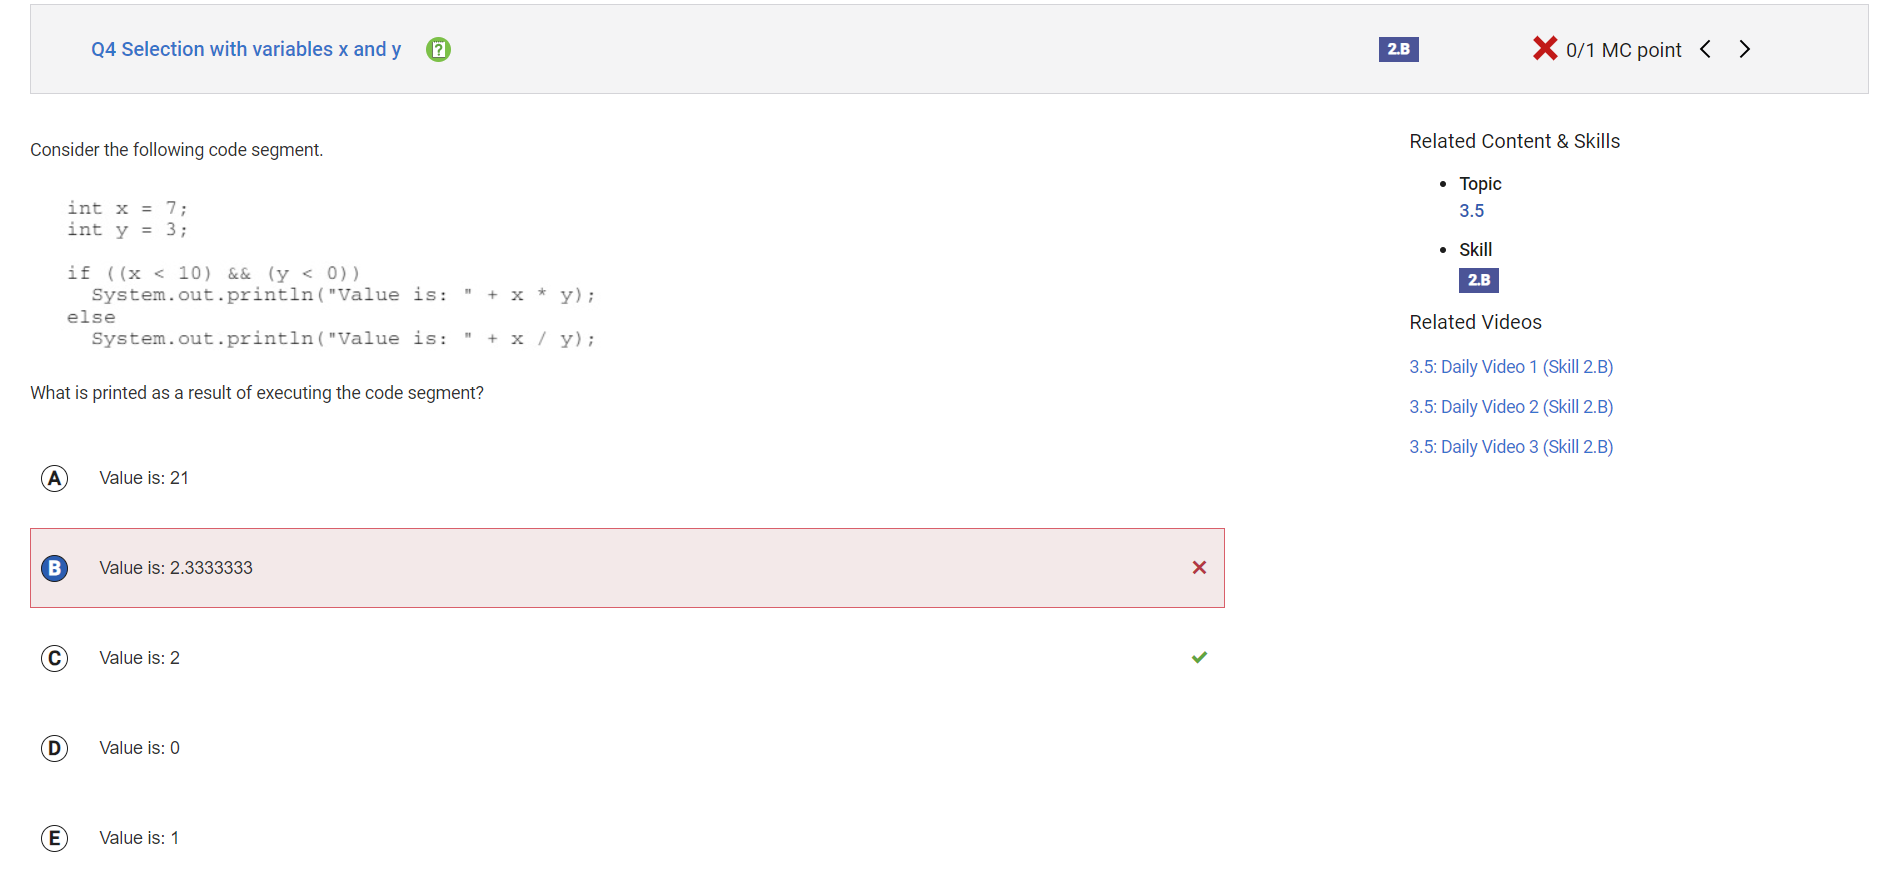 Q4 Selection with variables x and y
2.B
0/1 MC point
Consider the following code segment.
int x = 7;
int y = 3;
if ((x < 10) && (y < 0))
System.out.println("Value is: " + x * y);
else
System.out.println("Value is: " + x / y);
What is printed as a result of executing the code segment?
A Value is: 21
B Value is: 2.3333333
C Value is: 2
D Value is: 0
E Value is: 1
Related Content & Skills
• Topic
3.5
• Skill
2.B
Related Videos
3.5: Daily Video 1 (Skill 2.B)
3.5: Daily Video 2 (Skill 2.B)
3.5: Daily Video 3 (Skill 2.B)